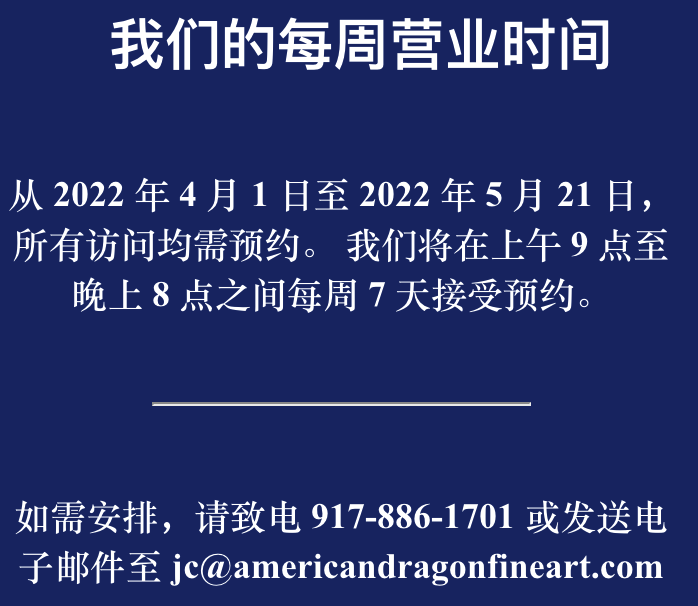 我们的每周营业时间
从 2022 年 4 月 1 日至 2022 年 5 月 21 日，
所有访问均需预约。 我们将在上午 9 点至
晚上 8 点之间每周 7 天接受预约。
如需安排，请致电 917-886-1701 或发送电
子邮件至 jc@americandragonfineart.com